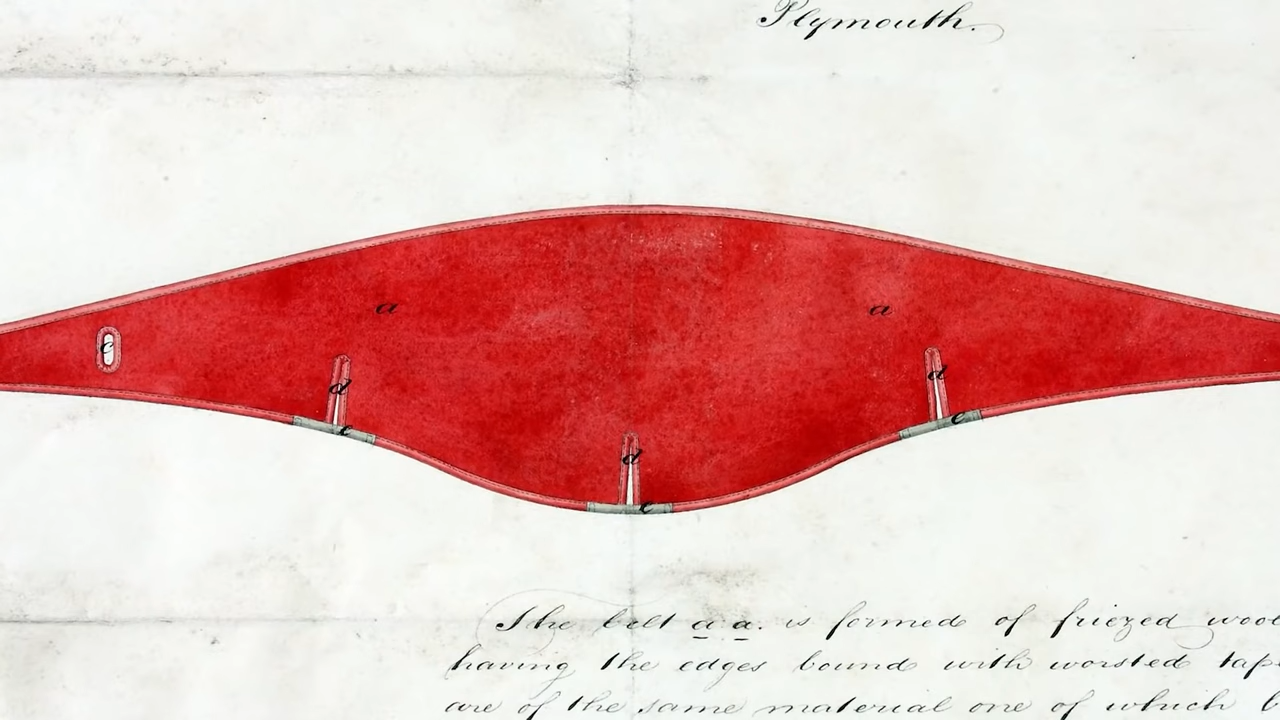 Plymouth.
a a
c
d d
e e
d
e
The belt a a. is formed of friezed wool
having the edges bound with worsted tape
are of the same material one of which b